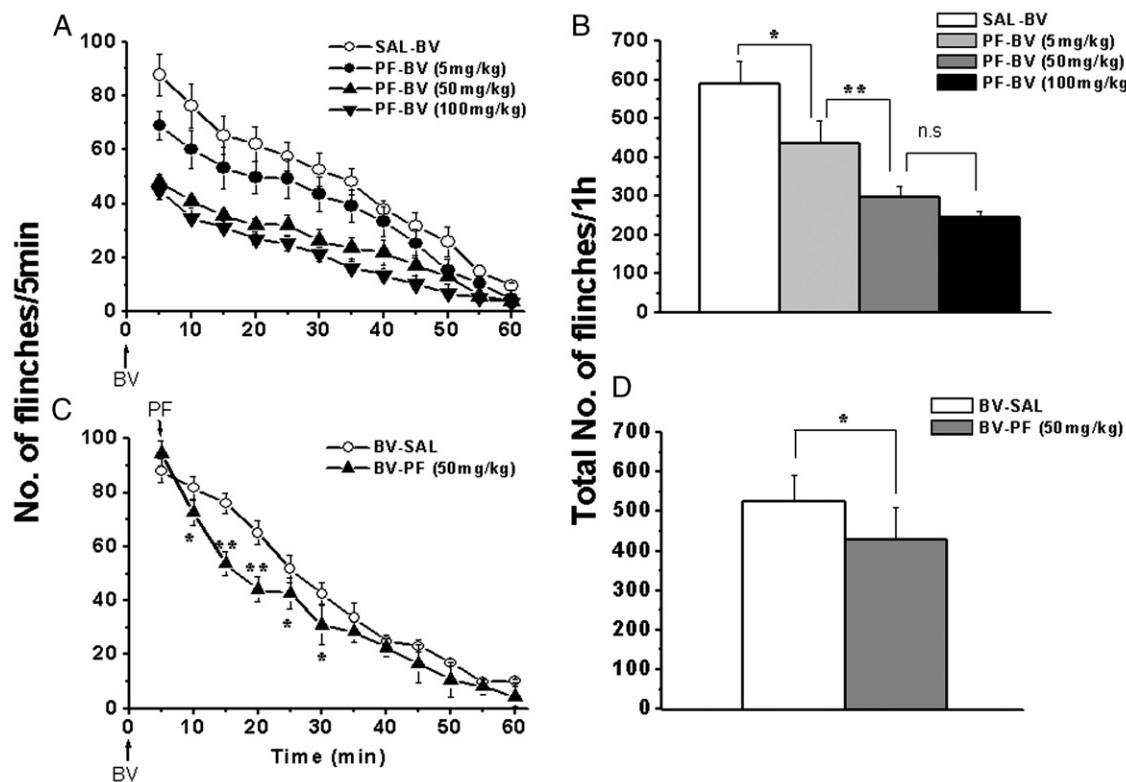 A
100
80
60
40
20
0
SAL-BV
PF-BV (5mg/kg)
PF-BV (50mg/kg)
PF-BV (100mg/kg)
0 10 20 30 40 50 60
BV
B
700
600
500
400
300
200
100
0
SAL-BV
PF-BV (5mg/kg)
PF-BV (50mg/kg)
PF-BV (100mg/kg)
*
**
n.s
No. of flinches/5min
Total No. of flinches/1h
C
PF
100
80
60
40
20
0
BV-SAL
BV-PF (50mg/kg)
*
**
**
*
*
0 10 20 30 40 50 60
Time (min)
BV
D
700
600
500
400
300
200
100
0
BV-SAL
BV-PF (50mg/kg)
*